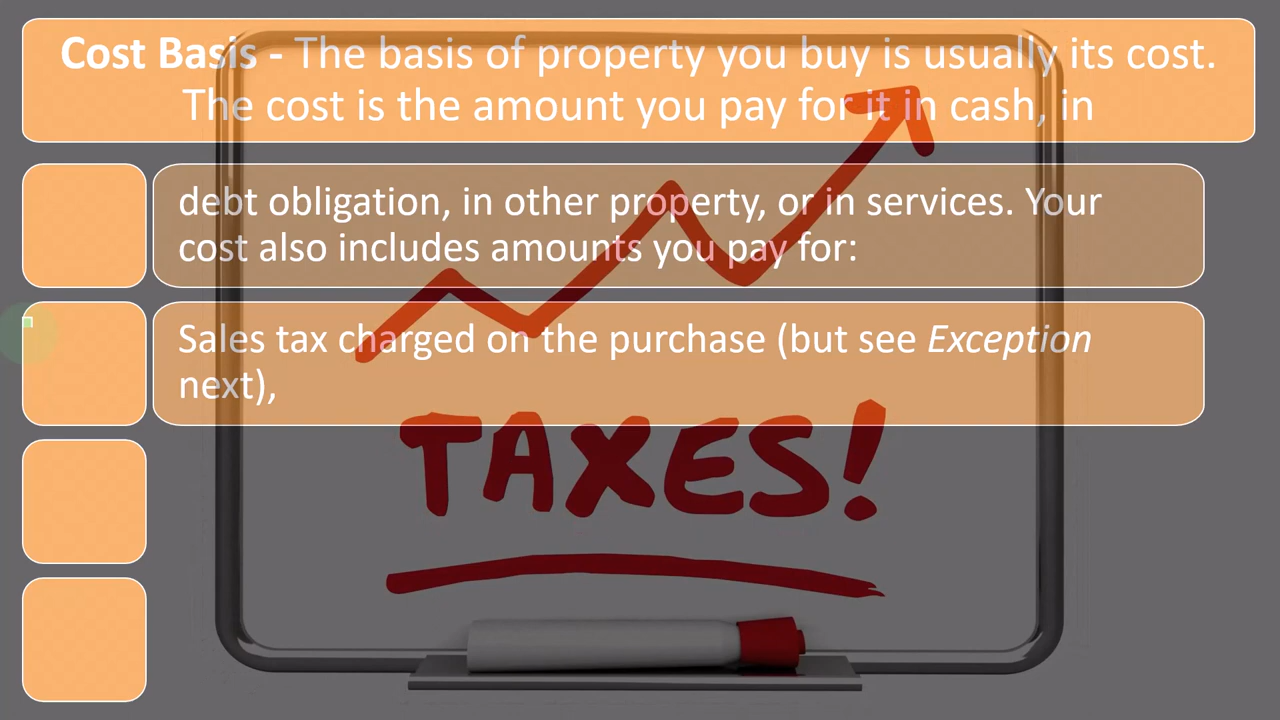 Cost Basis - The basis of property you buy is usually its cost.
The cost is the amount you pay for it in cash, in
debt obligation, in other property, or in services. Your
cost also includes amounts you pay for:
Sales tax charged on the purchase (but see Exception
next),
TAXES!